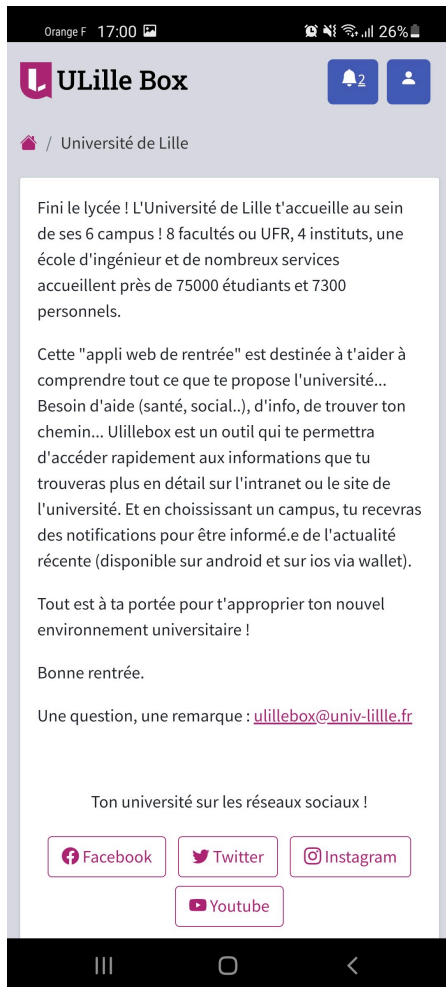 Orange F 17:00 26%
ULille Box
2
/ Université de Lille
Fini le lycée ! L'Université de Lille t'accueille au sein
de ses 6 campus ! 8 facultés ou UFR, 4 instituts, une
école d'ingénieur et de nombreux services
accueillent près de 75000 étudiants et 7300
personnels.
Cette "appli web de rentrée" est destinée à t'aider à
comprendre tout ce que te propose l'université...
Besoin d'aide (santé, social..), d'info, de trouver ton
chemin... Ulillebox est un outil qui te permettra
d'accéder rapidement aux informations que tu
trouveras plus en détail sur l'intranet ou le site de
l'université. Et en choississant un campus, tu recevras
des notifications pour être informé.e de l'actualité
récente (disponible sur android et sur ios via wallet).
Tout est à ta portée pour t'approprier ton nouvel
environnement universitaire !
Bonne rentrée.
Une question, une remarque : ulillebox@univ-lillle.fr
Ton université sur les réseaux sociaux !
Facebook Twitter Instagram
Youtube